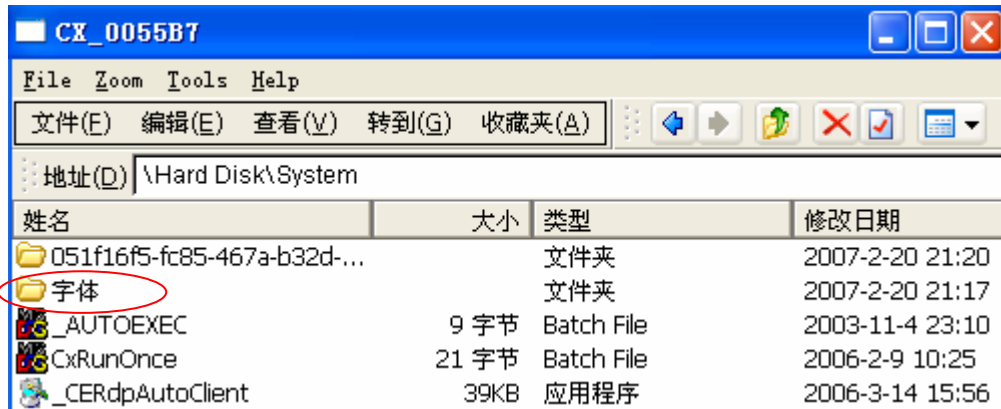 CX_0055B7
File Zoom Tools Help
文件(F) 编辑(E) 查看(V) 转到(G) 收藏夹(A)
地址(D) \Hard Disk\System
姓名 大小 类型 修改日期
051f16f5-fc85-467a-b32d-... 文件夹 2007-2-20 21:20
字体 文件夹 2007-2-20 21:17
_AUTOEXEC 9 字节 Batch File 2003-11-4 23:10
CxRunOnce 21 字节 Batch File 2006-2-9 10:25
_CERdpAutoClient 39KB 应用程序 2006-3-14 15:56